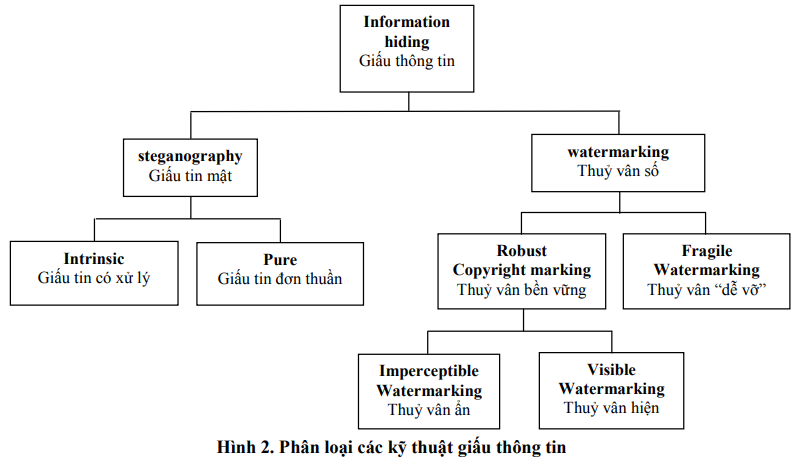 Information
hiding
Giấu thông tin
steganography
Giấu tin mật
watermarking
Thuỷ vân số
Intrinsic
Giấu tin có xử lý
Pure
Giấu tin đơn thuần
Robust
Copyright marking
Thuỷ vân bền vững
Fragile
Watermarking
Thuỷ vân “dễ vỡ”
Imperceptible
Watermarking
Thuỷ vân ẩn
Visible
Watermarking
Thuỷ vân hiện
Hình 2. Phân loại các kỹ thuật giấu thông tin